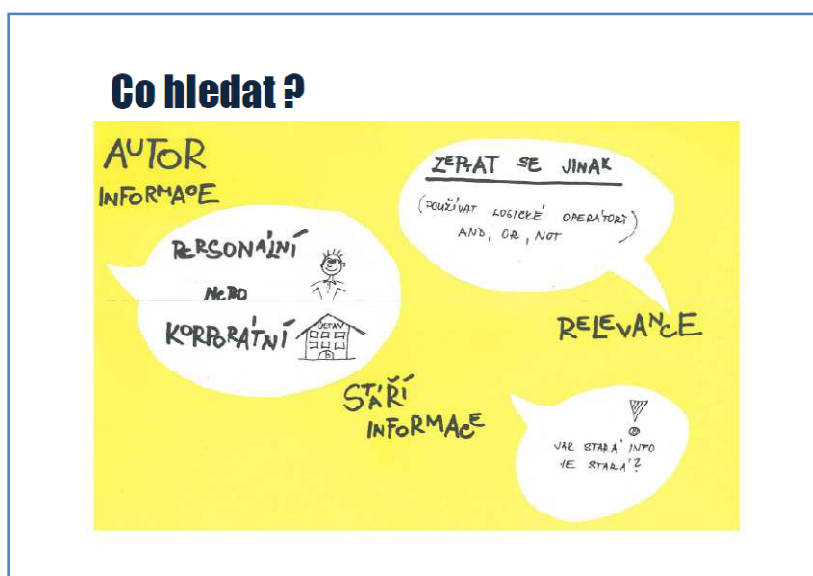 Co hledat ?
AUTOR
INFORMACE
PERSONÁLNÍ
NEBO
KORPORÁTNÍ
ÚSTAV
ZEPTAT SE JINAK
(POUŽÍVAT LOGICKÉ OPERÁTORY)
AND, OR, NOT
RELEVANCE
STÁŘÍ
INFORMACE
JAK STARÁ INFO
JE STARÁ?